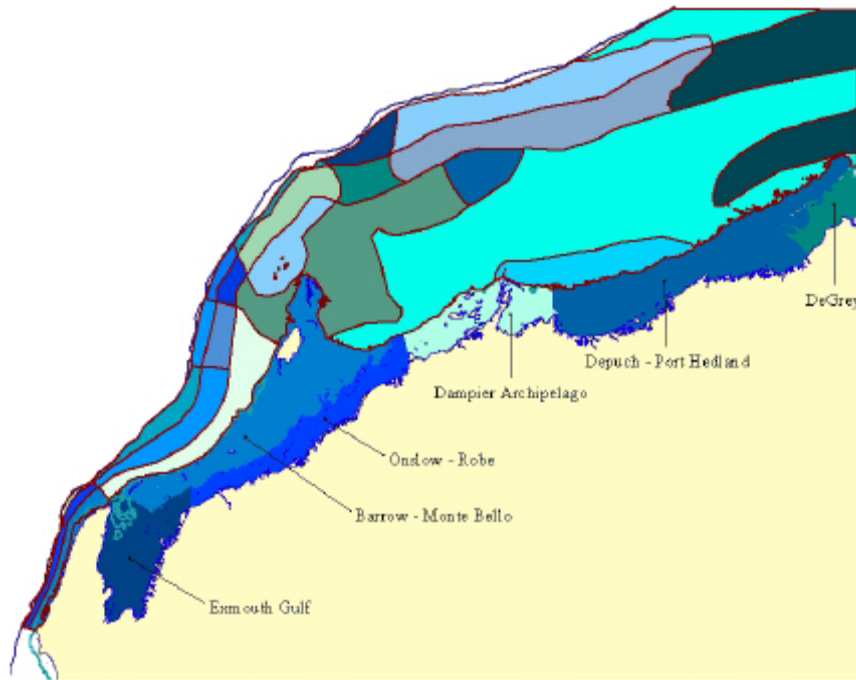 DeGrey
Depuch - Port Hedland
Dampier Archipelago
Onslow - Robe
Barrow - Monte Bello
Exmouth Gulf